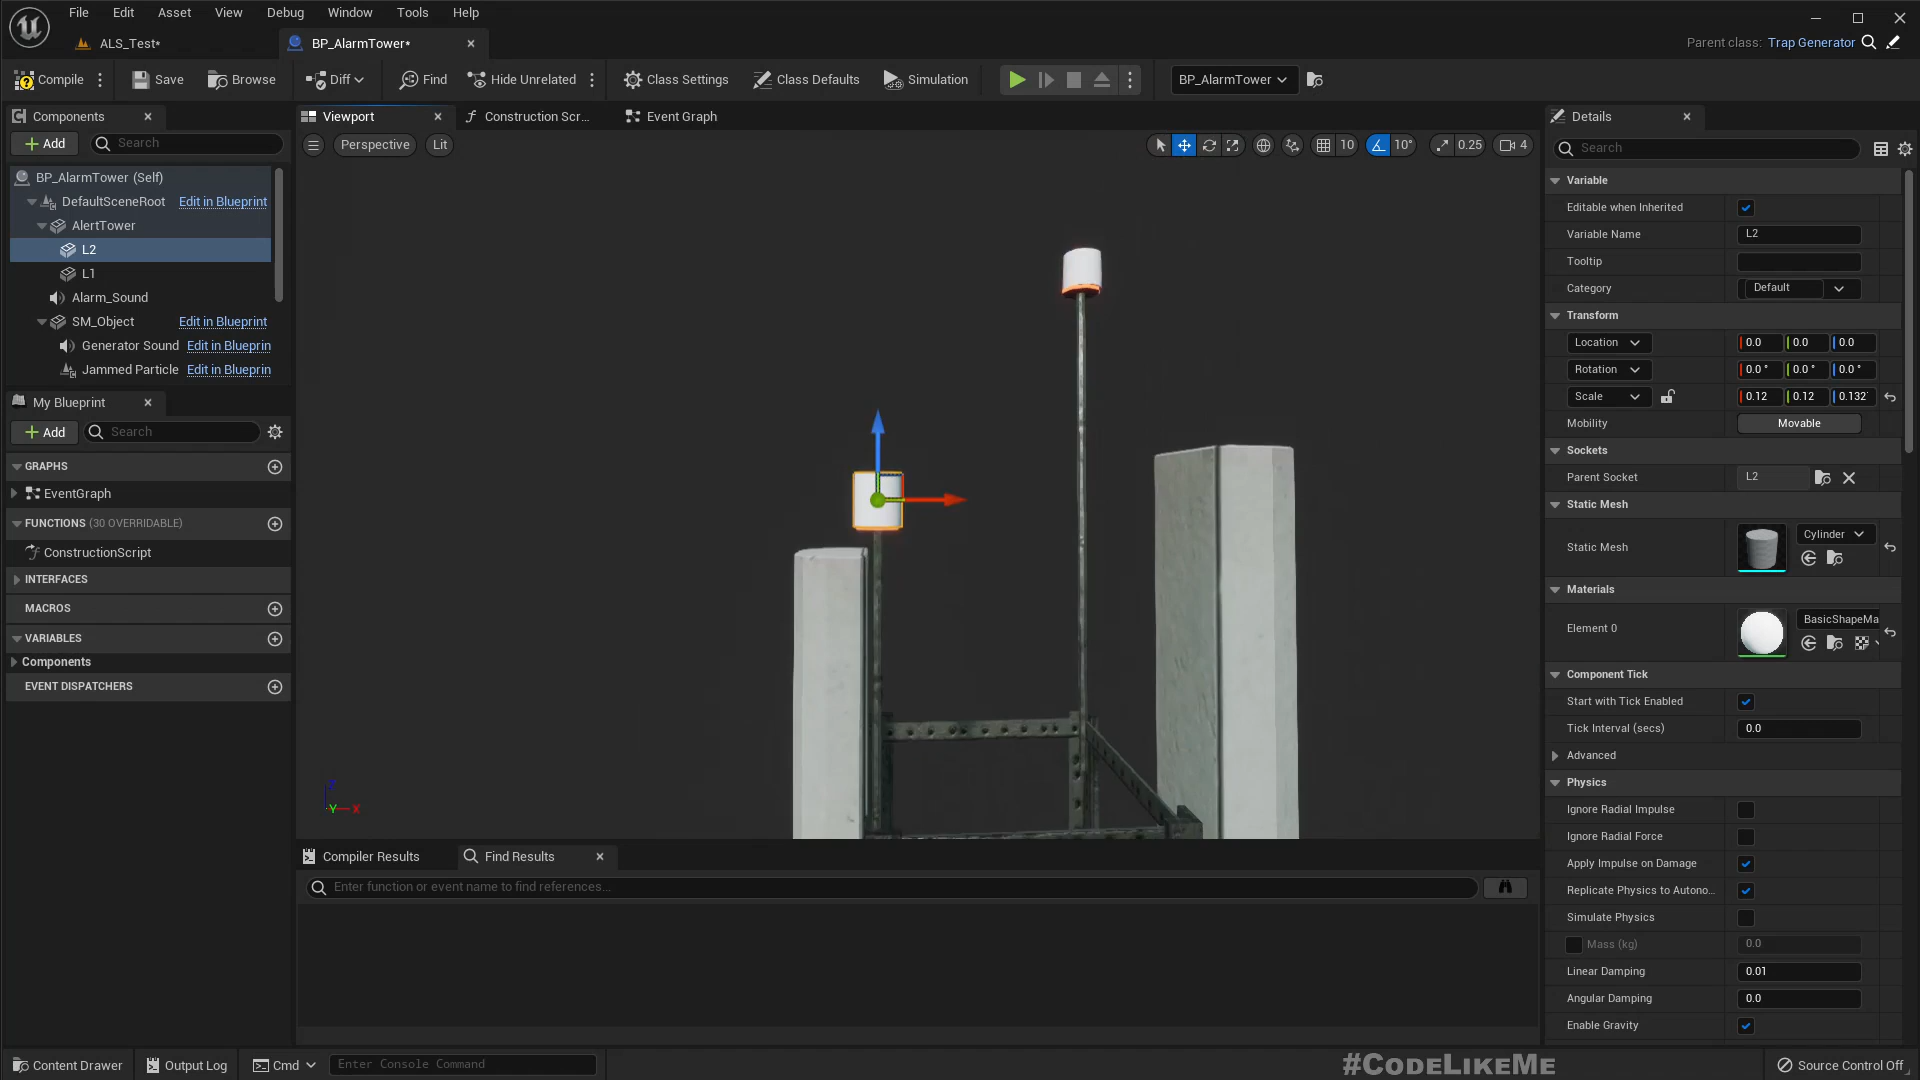 File Edit Asset View Debug Window Tools Help
ALS_Test*
BP_AlarmTower*
Parent class: Trap Generator
Compile Save Browse Diff Find Hide Unrelated Class Settings Class Defaults Simulation BP_AlarmTower
Components
Add Search
BP_AlarmTower (Self)
DefaultSceneRoot Edit in Blueprint
AlertTower
L2
L1
Alarm_Sound
SM_Object Edit in Blueprint
Generator Sound Edit in Blueprin
Jammed Particle Edit in Blueprin
My Blueprint
Add Search
GRAPHS
EventGraph
FUNCTIONS (30 OVERRIDABLE)
ConstructionScript
INTERFACES
MACROS
VARIABLES
Components
EVENT DISPATCHERS
Viewport Construction Scr... Event Graph
Perspective Lit 10 10° 0.25 4
Z
Y X
Compiler Results Find Results
Enter function or event name to find references...
Details
Search
Variable
Editable when Inherited
Variable Name L2
Tooltip
Category Default
Transform
Location 0.0 0.0 0.0
Rotation 0.0 ° 0.0 ° 0.0 °
Scale 0.12 0.12 0.132
Mobility Movable
Sockets
Parent Socket L2
Static Mesh
Static Mesh Cylinder
Materials
Element 0 BasicShapeMa
Component Tick
Start with Tick Enabled
Tick Interval (secs) 0.0
Advanced
Physics
Ignore Radial Impulse
Ignore Radial Force
Apply Impulse on Damage
Replicate Physics to Autono...
Simulate Physics
Mass (kg) 0.0
Linear Damping 0.01
Angular Damping 0.0
Enable Gravity
Content Drawer Output Log Cmd Enter Console Command
#CodeLikeMe
Source Control Off